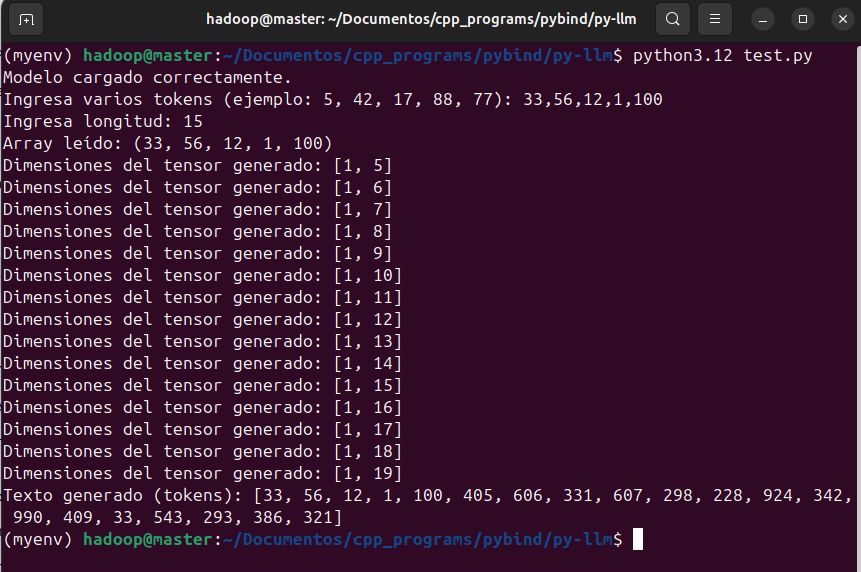 hadoop@master: ~/Documentos/cpp_programs/pybind/py-llm
(myenv) hadoop@master:~/Documentos/cpp_programs/pybind/py-llm$ python3.12 test.py
Modelo cargado correctamente.
Ingresa varios tokens (ejemplo: 5, 42, 17, 88, 77): 33,56,12,1,100
Ingresa longitud: 15
Array leído: (33, 56, 12, 1, 100)
Dimensiones del tensor generado: [1, 5]
Dimensiones del tensor generado: [1, 6]
Dimensiones del tensor generado: [1, 7]
Dimensiones del tensor generado: [1, 8]
Dimensiones del tensor generado: [1, 9]
Dimensiones del tensor generado: [1, 10]
Dimensiones del tensor generado: [1, 11]
Dimensiones del tensor generado: [1, 12]
Dimensiones del tensor generado: [1, 13]
Dimensiones del tensor generado: [1, 14]
Dimensiones del tensor generado: [1, 15]
Dimensiones del tensor generado: [1, 16]
Dimensiones del tensor generado: [1, 17]
Dimensiones del tensor generado: [1, 18]
Dimensiones del tensor generado: [1, 19]
Texto generado (tokens): [33, 56, 12, 1, 100, 405, 606, 331, 607, 298, 228, 924, 342,
 990, 409, 33, 543, 293, 386, 321]
(myenv) hadoop@master:~/Documentos/cpp_programs/pybind/py-llm$